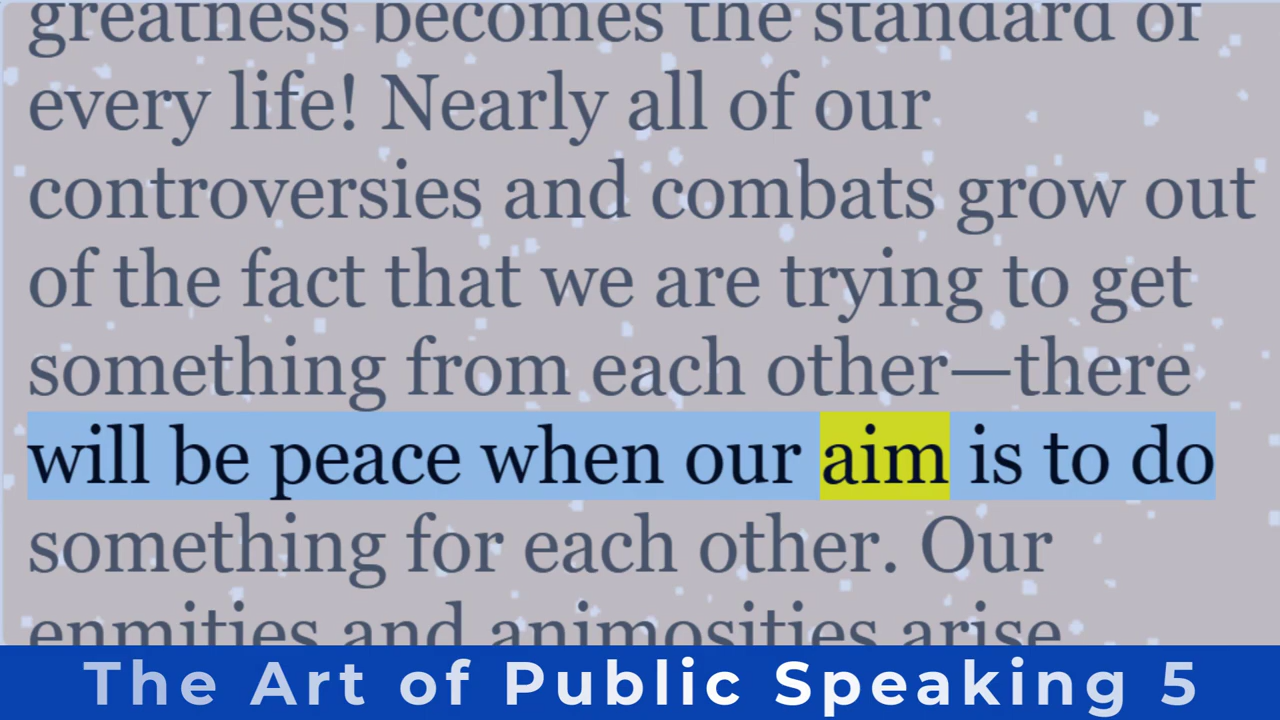 greatness becomes the standard of
every life! Nearly all of our
controversies and combats grow out
of the fact that we are trying to get
something from each other—there
will be peace when our aim is to do
something for each other. Our
enmities and animosities arise
The Art of Public Speaking 5